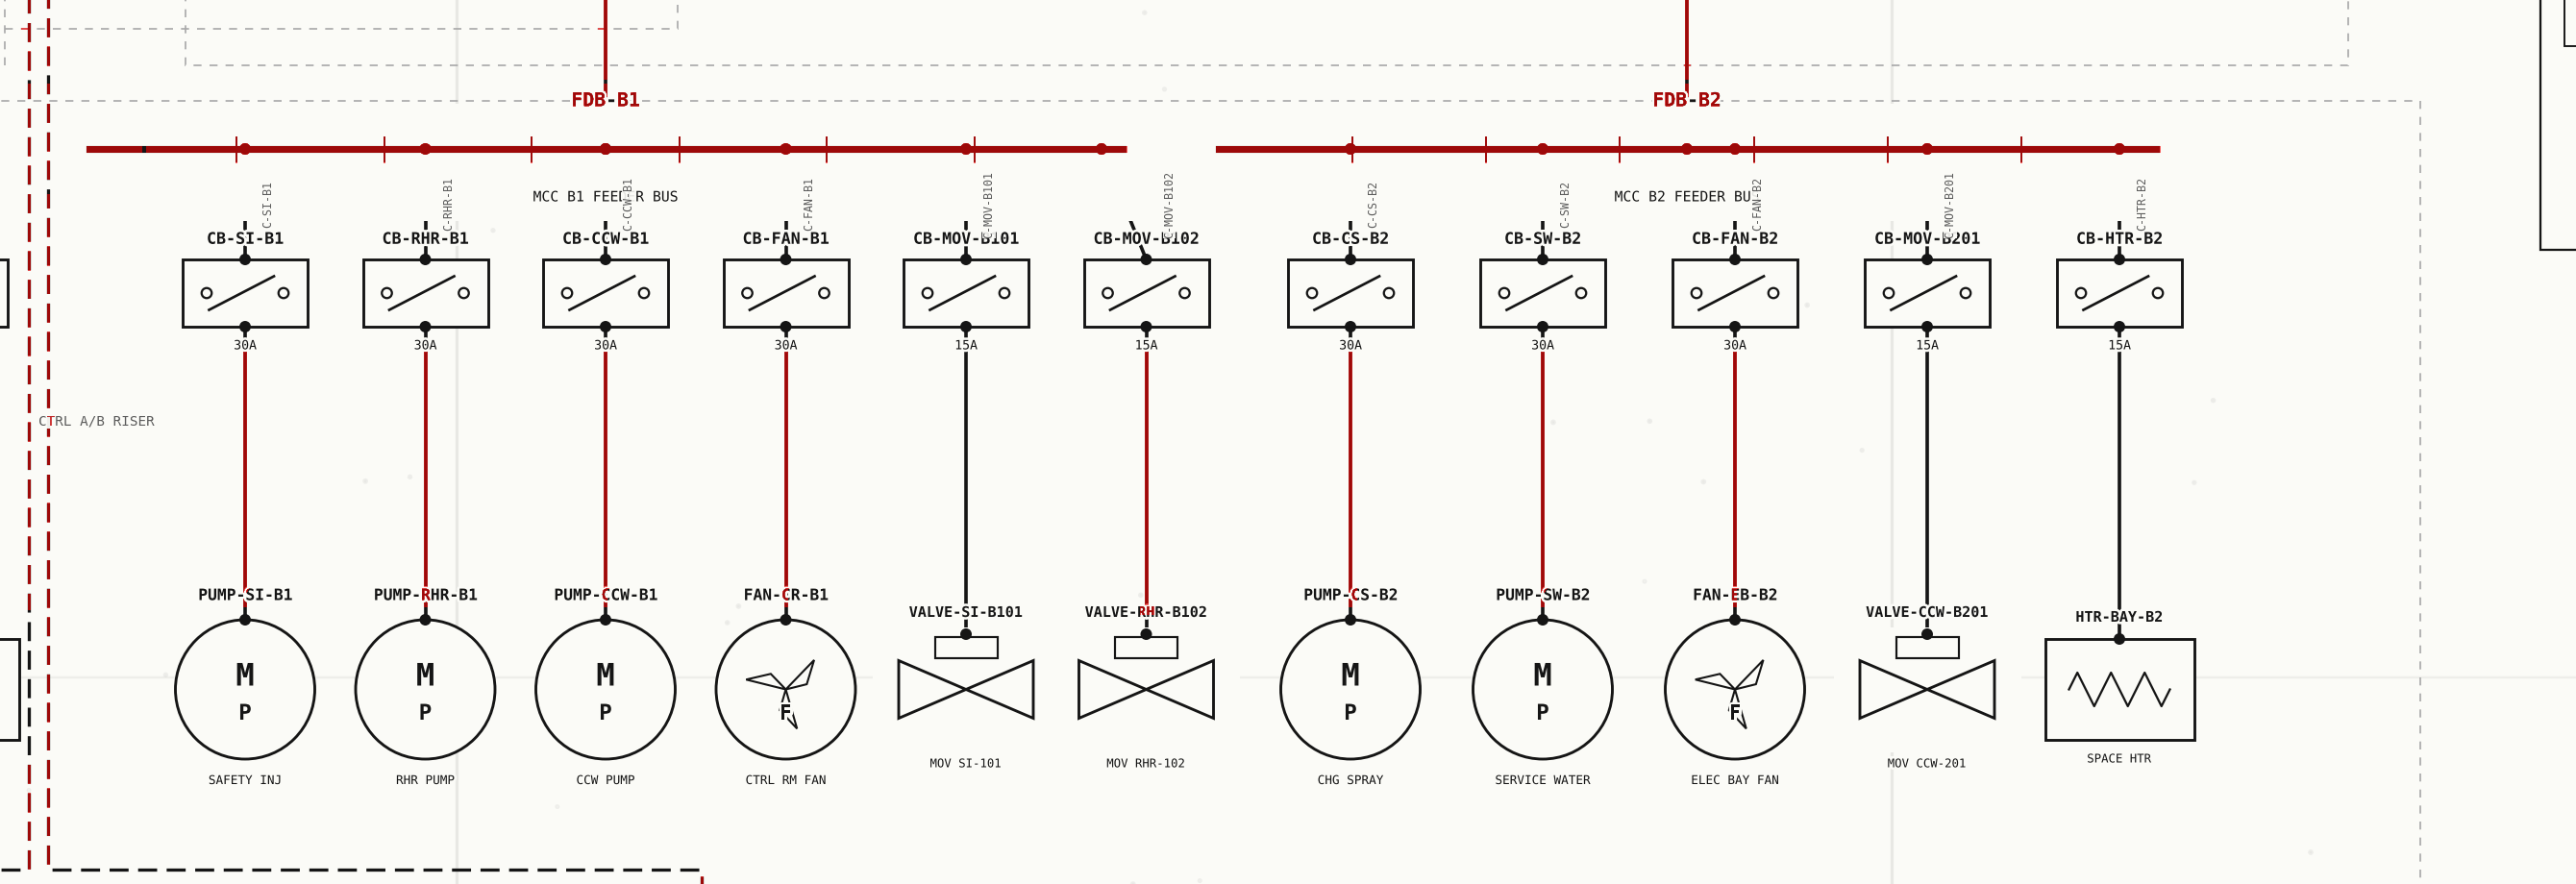 FDB-B1
FDB-B2
C-SI-B1
C-RHR-B1
C-CCW-B1
C-FAN-B1
C-MOV-B101
C-MOV-B102
C-CS-B2
C-SW-B2
C-FAN-B2
C-MOV-B201
C-HTR-B2
MCC B1 FEEDER BUS
MCC B2 FEEDER BU
CB-SI-B1
CB-RHR-B1
CB-CCW-B1
CB-FAN-B1
CB-MOV-B101
CB-MOV-B102
CB-CS-B2
CB-SW-B2
CB-FAN-B2
CB-MOV-B201
CB-HTR-B2
30A
30A
30A
30A
15A
15A
30A
30A
30A
15A
15A
CTRL A/B RISER
PUMP-SI-B1
PUMP-RHR-B1
PUMP-CCW-B1
FAN-CR-B1
VALVE-SI-B101
VALVE-RHR-B102
PUMP-CS-B2
PUMP-SW-B2
FAN-EB-B2
VALVE-CCW-B201
HTR-BAY-B2
M
P
M
P
M
P
F
M
P
M
P
F
SAFETY INJ
RHR PUMP
CCW PUMP
CTRL RM FAN
MOV SI-101
MOV RHR-102
CHG SPRAY
SERVICE WATER
ELEC BAY FAN
MOV CCW-201
SPACE HTR